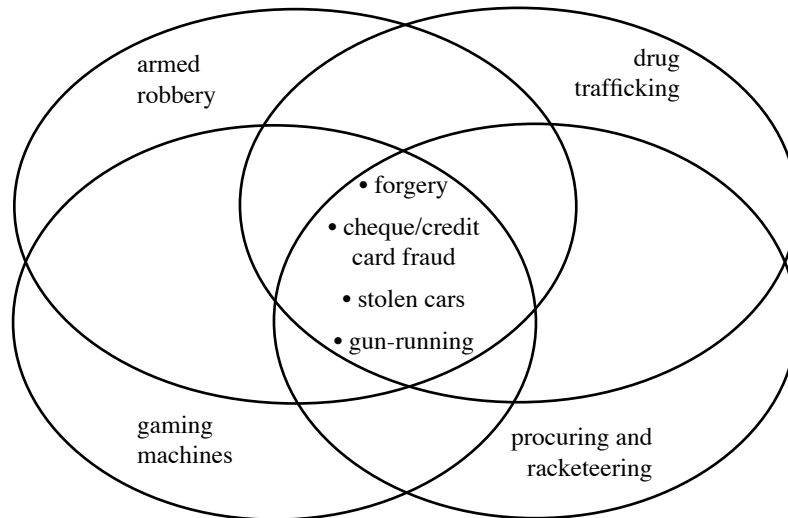 armed
robbery
drug
trafficking
• forgery
• cheque/credit
card fraud
• stolen cars
• gun-running
gaming
machines
procuring and
racketeering